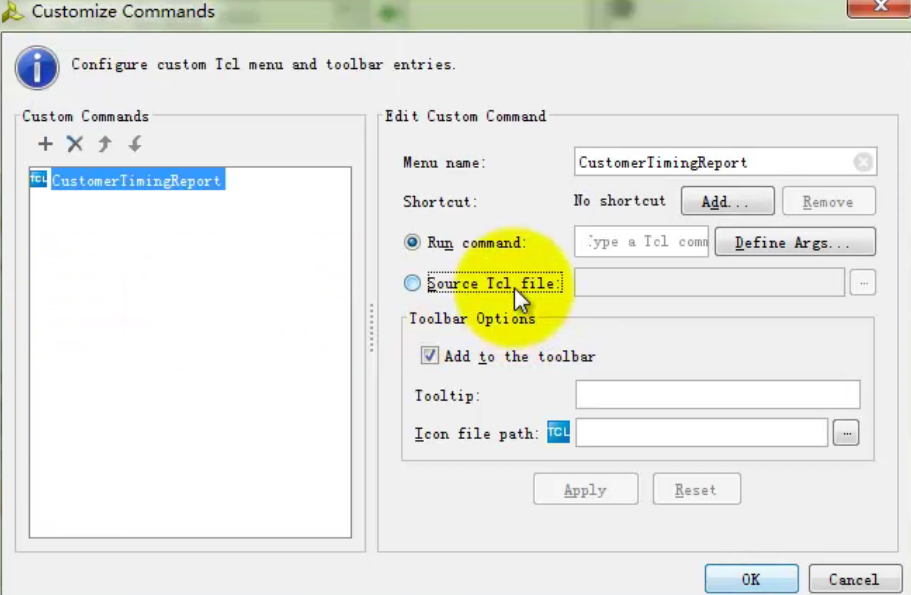 Customize Commands
Configure custom Tcl menu and toolbar entries.
Custom Commands
TCL CustomerTimingReport
Edit Custom Command
Menu name: CustomerTimingReport
Shortcut: No shortcut Add... Remove
Run command: Type a Tcl comm Define Args...
Source Tcl file: ...
Toolbar Options
Add to the toolbar
Tooltip:
Icon file path: TCL ...
Apply Reset
OK Cancel